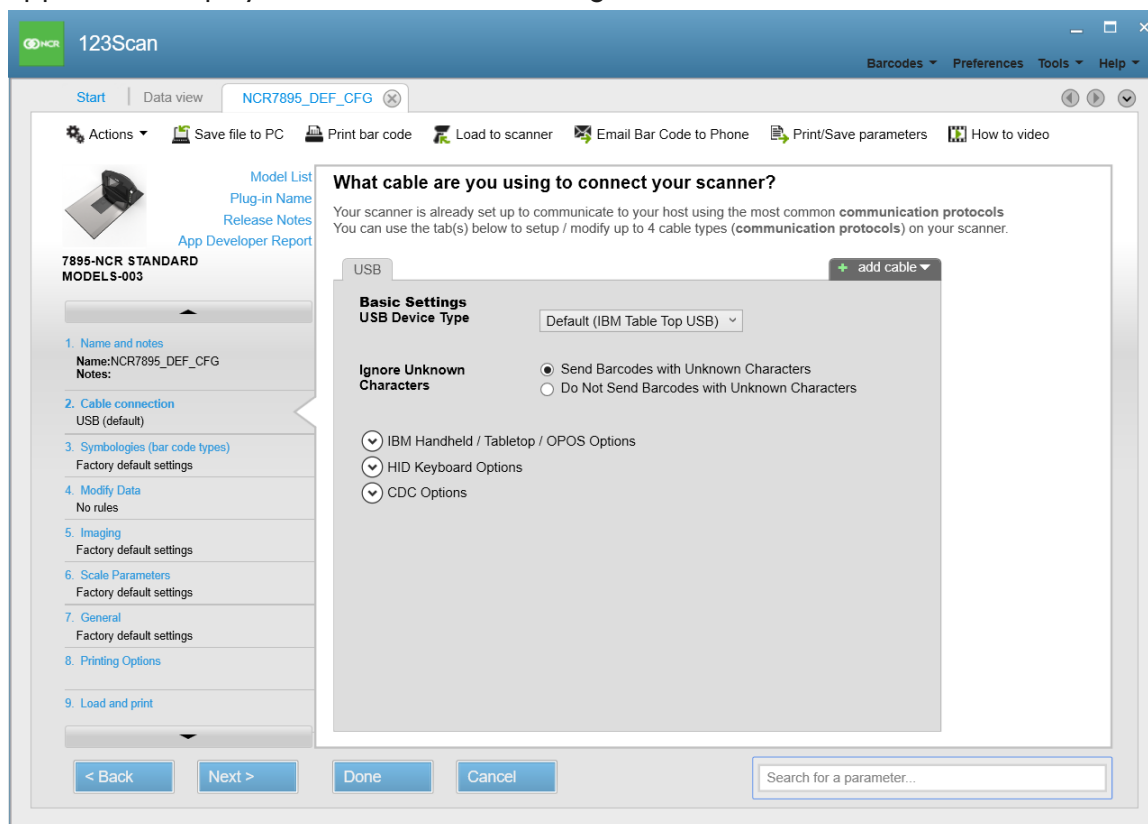 NCR
123Scan
Barcodes Preferences Tools Help
Start Data view NCR7895_DEF_CFG
Actions Save file to PC Print bar code Load to scanner Email Bar Code to Phone Print/Save parameters How to video
Model List
Plug-in Name
Release Notes
App Developer Report
7895-NCR STANDARD
MODELS-003
1. Name and notes
Name:NCR7895_DEF_CFG
Notes:
2. Cable connection
USB (default)
3. Symbologies (bar code types)
Factory default settings
4. Modify Data
No rules
5. Imaging
Factory default settings
6. Scale Parameters
Factory default settings
7. General
Factory default settings
8. Printing Options
9. Load and print
What cable are you using to connect your scanner?
Your scanner is already set up to communicate to your host using the most common communication protocols
You can use the tab(s) below to setup / modify up to 4 cable types (communication protocols) on your scanner.
USB
+ add cable
Basic Settings
USB Device Type Default (IBM Table Top USB)
Ignore Unknown
Characters
Send Barcodes with Unknown Characters
Do Not Send Barcodes with Unknown Characters
IBM Handheld / Tabletop / OPOS Options
HID Keyboard Options
CDC Options
< Back Next > Done Cancel
Search for a parameter...